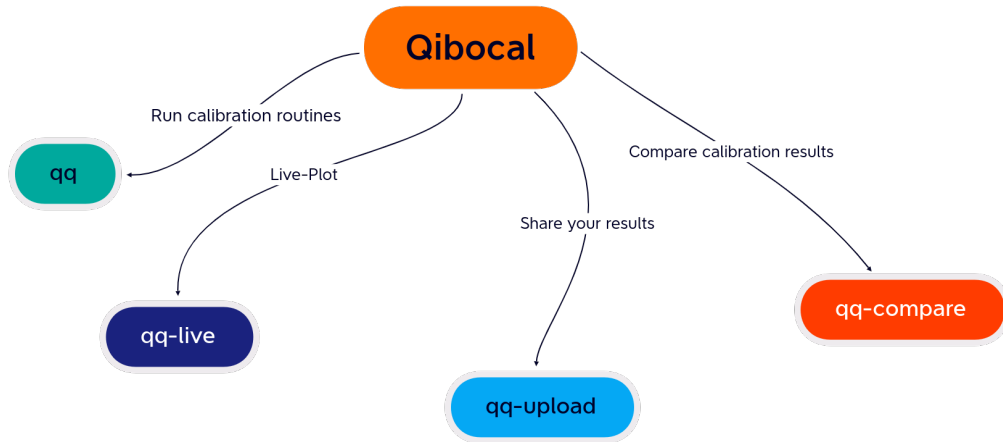 Qibocal
Run calibration routines
Compare calibration results
qq
Live-Plot
Share your results
qq-compare
qq-live
qq-upload